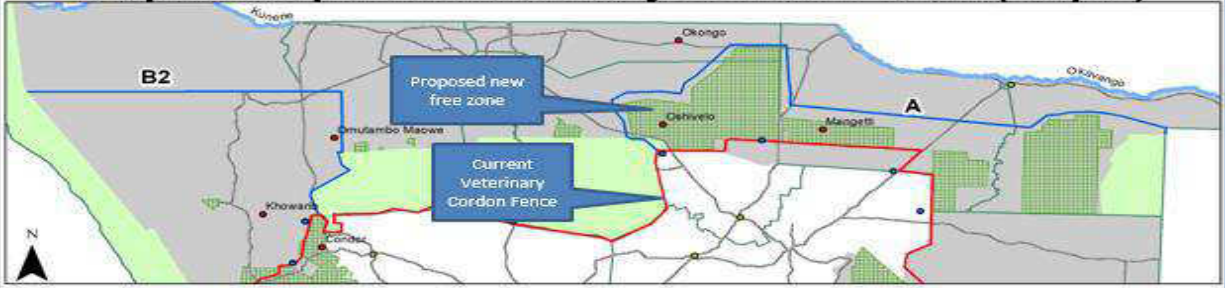 Kunene
Okongo
B2
Proposed new
free zone
Okavango
A
Oshivelo
Mangetti
Omutambo Maowe
Current
Veterinary
Cordon Fence
Khowarib
N
Condor